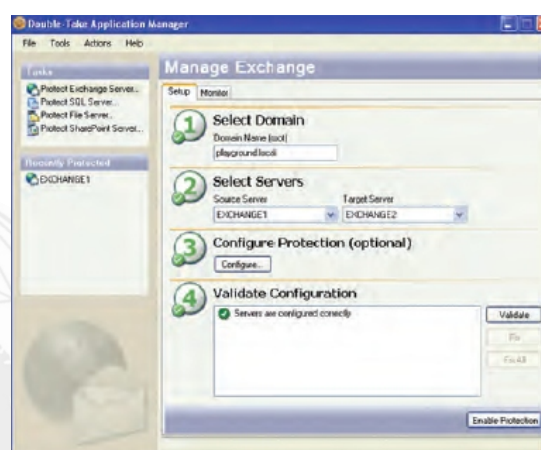 Double-Take Application Manager
File Tools Actions Help
Tasks
Protect Exchange Server...
Protect SQL Server...
Protect File Server...
Protect SharePoint Server...
Recently Protected
EXCHANGE1
Manage Exchange
Setup Monitor
1 Select Domain
Domain Name (root)
playground.local
2 Select Servers
Source Server Target Server
EXCHANGE1 EXCHANGE2
3 Configure Protection (optional)
Configure...
4 Validate Configuration
Servers are configured correctly
Validate
Fix
Fix All
Enable Protection